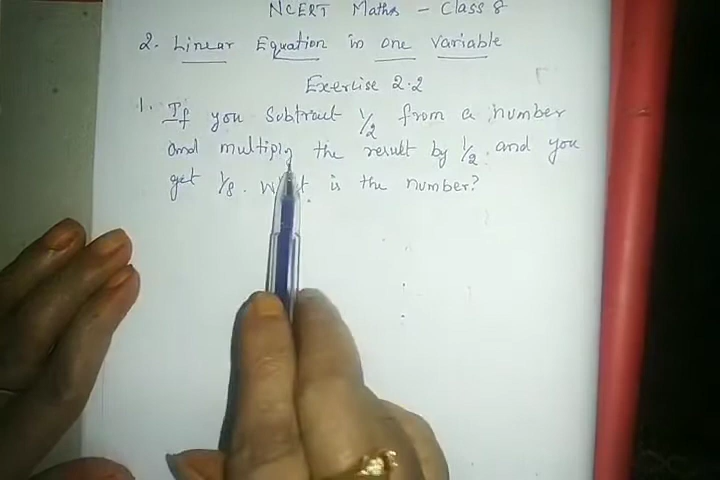 NCERT Maths - Class 8
2. Linear Equation in one Variable
Exercise 2.2
1. If you Subtract 1/2 from a number
and multiply the result by 1/2 and you
get 1/8. is the number?